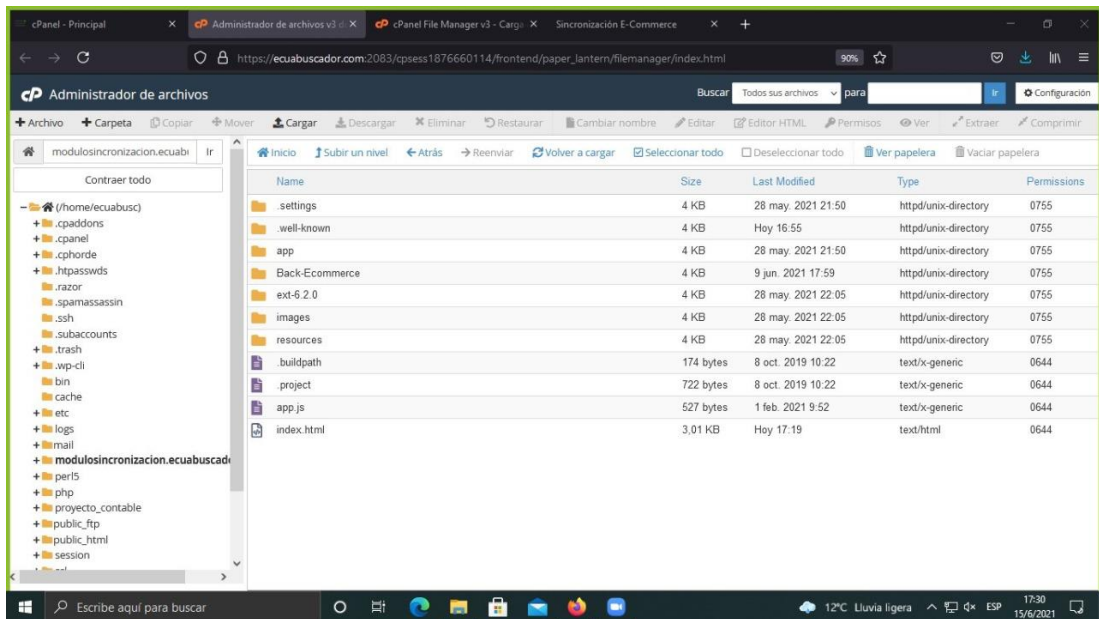 cPanel - Principal
Administrador de archivos v3 d
cPanel File Manager v3 - Carga
Sincronización E-Commerce
https://ecuabuscador.com:2083/cpsess1876660114/frontend/paper_lantern/filemanager/index.html
90%
cP Administrador de archivos
Buscar Todos sus archivos para Ir Configuración
Archivo Carpeta Copiar Mover Cargar Descargar Eliminar Restaurar Cambiar nombre Editar Editor HTML Permisos Ver Extraer Comprimir
modulosincronizacion.ecuabu Ir
Inicio Subir un nivel Atrás Reenviar Volver a cargar Seleccionar todo Deseleccionar todo Ver papelera Vaciar papelera
Contraer todo
(/home/ecuabusc)
.cpaddons
.cpanel
.cphorde
.htpasswds
.razor
.spamassassin
.ssh
.subaccounts
.trash
.wp-cli
bin
cache
etc
logs
mail
modulosincronizacion.ecuabuscad
perl5
php
proyecto_contable
public_ftp
public_html
session
Name Size Last Modified Type Permissions
.settings 4 KB 28 may. 2021 21:50 httpd/unix-directory 0755
.well-known 4 KB Hoy 16:55 httpd/unix-directory 0755
app 4 KB 28 may. 2021 21:50 httpd/unix-directory 0755
Back-Ecommerce 4 KB 9 jun. 2021 17:59 httpd/unix-directory 0755
ext-6.2.0 4 KB 28 may. 2021 22:05 httpd/unix-directory 0755
images 4 KB 28 may. 2021 22:05 httpd/unix-directory 0755
resources 4 KB 28 may. 2021 22:05 httpd/unix-directory 0755
.buildpath 174 bytes 8 oct. 2019 10:22 text/x-generic 0644
.project 722 bytes 8 oct. 2019 10:22 text/x-generic 0644
app.js 527 bytes 1 feb. 2021 9:52 text/x-generic 0644
index.html 3,01 KB Hoy 17:19 text/html 0644
Escribe aquí para buscar
12°C Lluvia ligera
ESP
17:30
15/6/2021